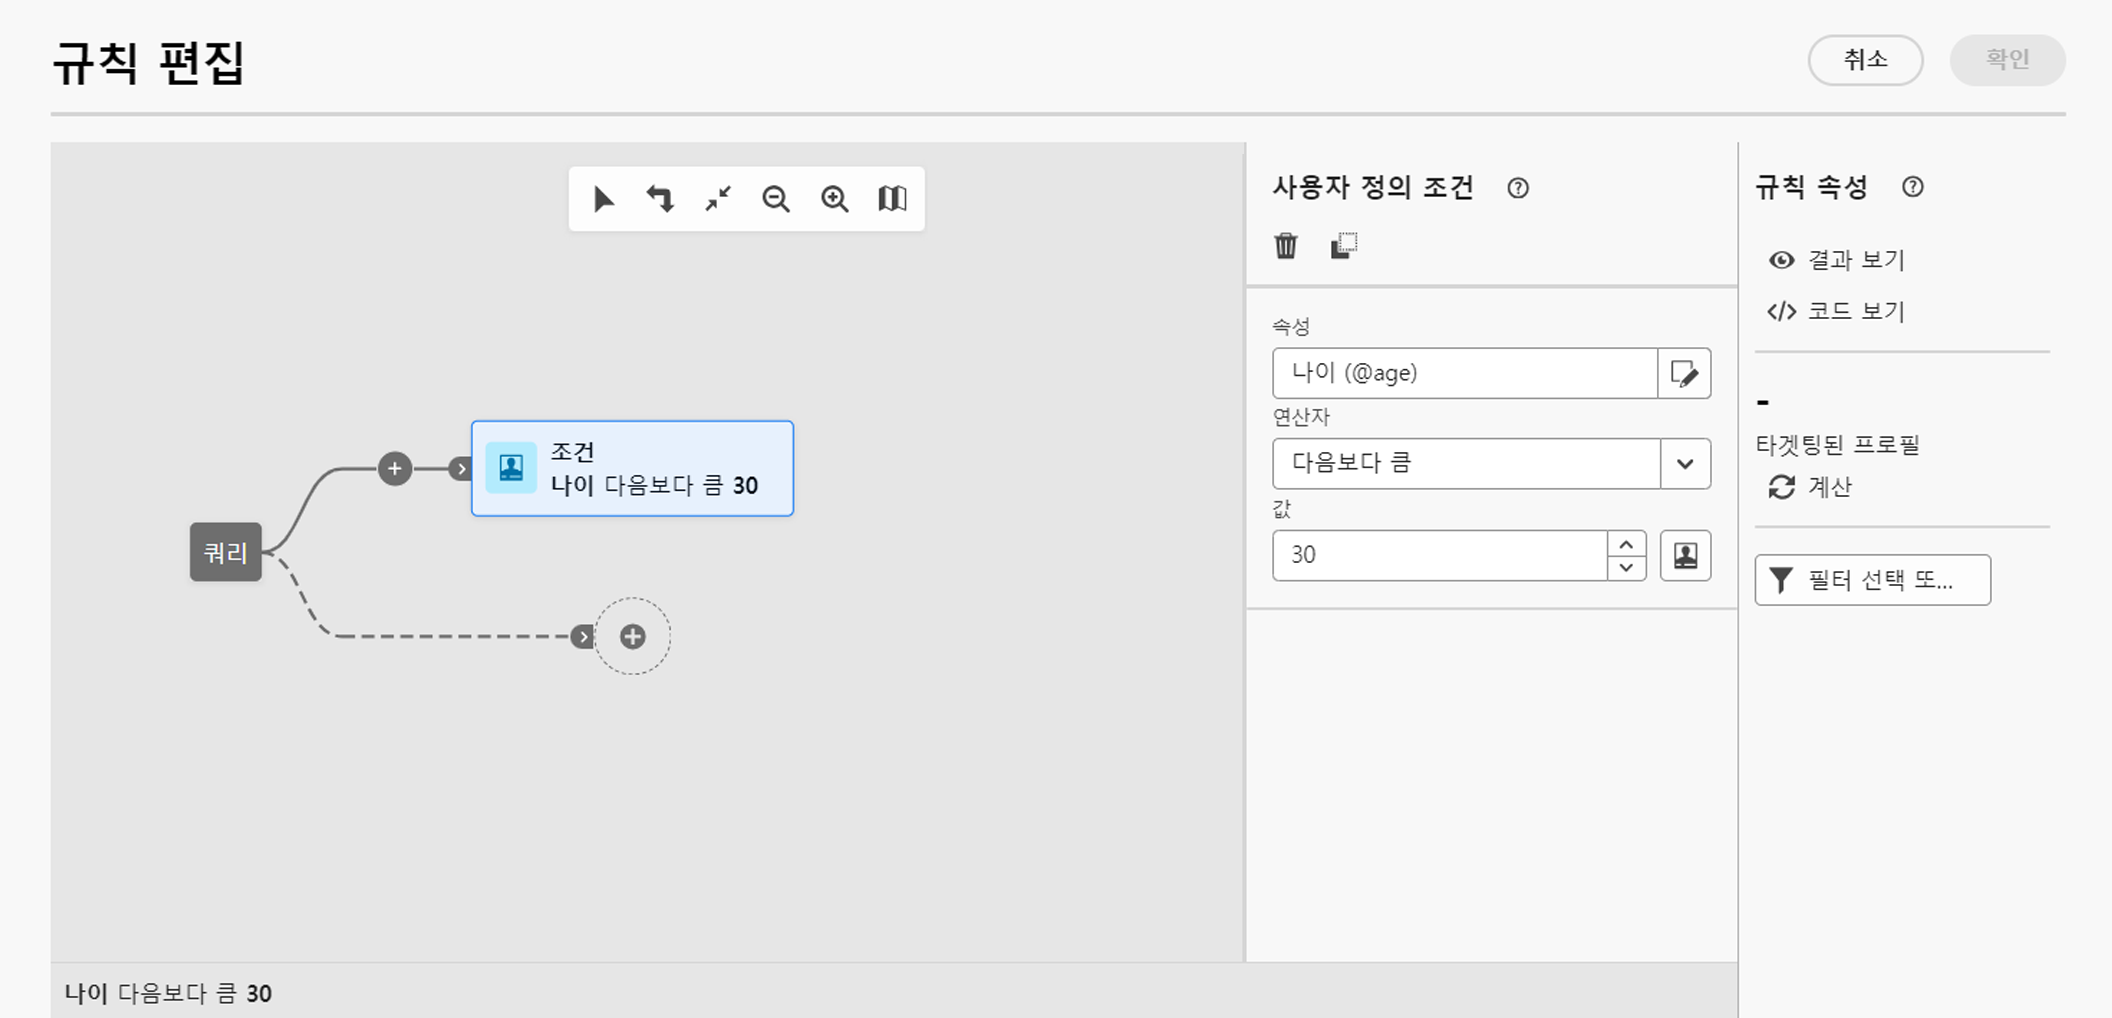 규칙 편집
취소
확인
조건
나이 다음보다 큼 30
쿼리
나이 다음보다 큼 30
사용자 정의 조건
속성
나이 (@age)
연산자
다음보다 큼
값
30
규칙 속성
결과 보기
코드 보기
-
타겟팅된 프로필
계산
필터 선택 또...